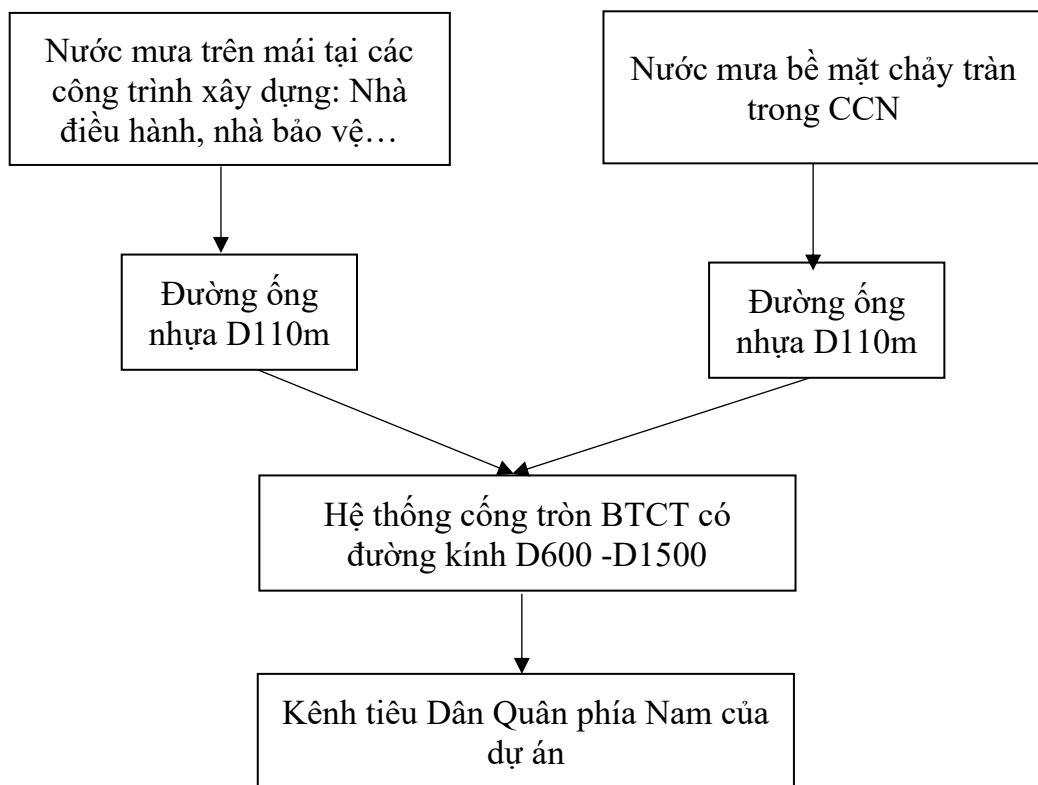 Nước mưa trên mái tại các
công trình xây dựng: Nhà
điều hành, nhà bảo vệ…
Nước mưa bề mặt chảy tràn
trong CCN
Đường ống
nhựa D110m
Đường ống
nhựa D110m
Hệ thống cống tròn BTCT có
đường kính D600 -D1500
Kênh tiêu Dân Quân phía Nam của
dự án